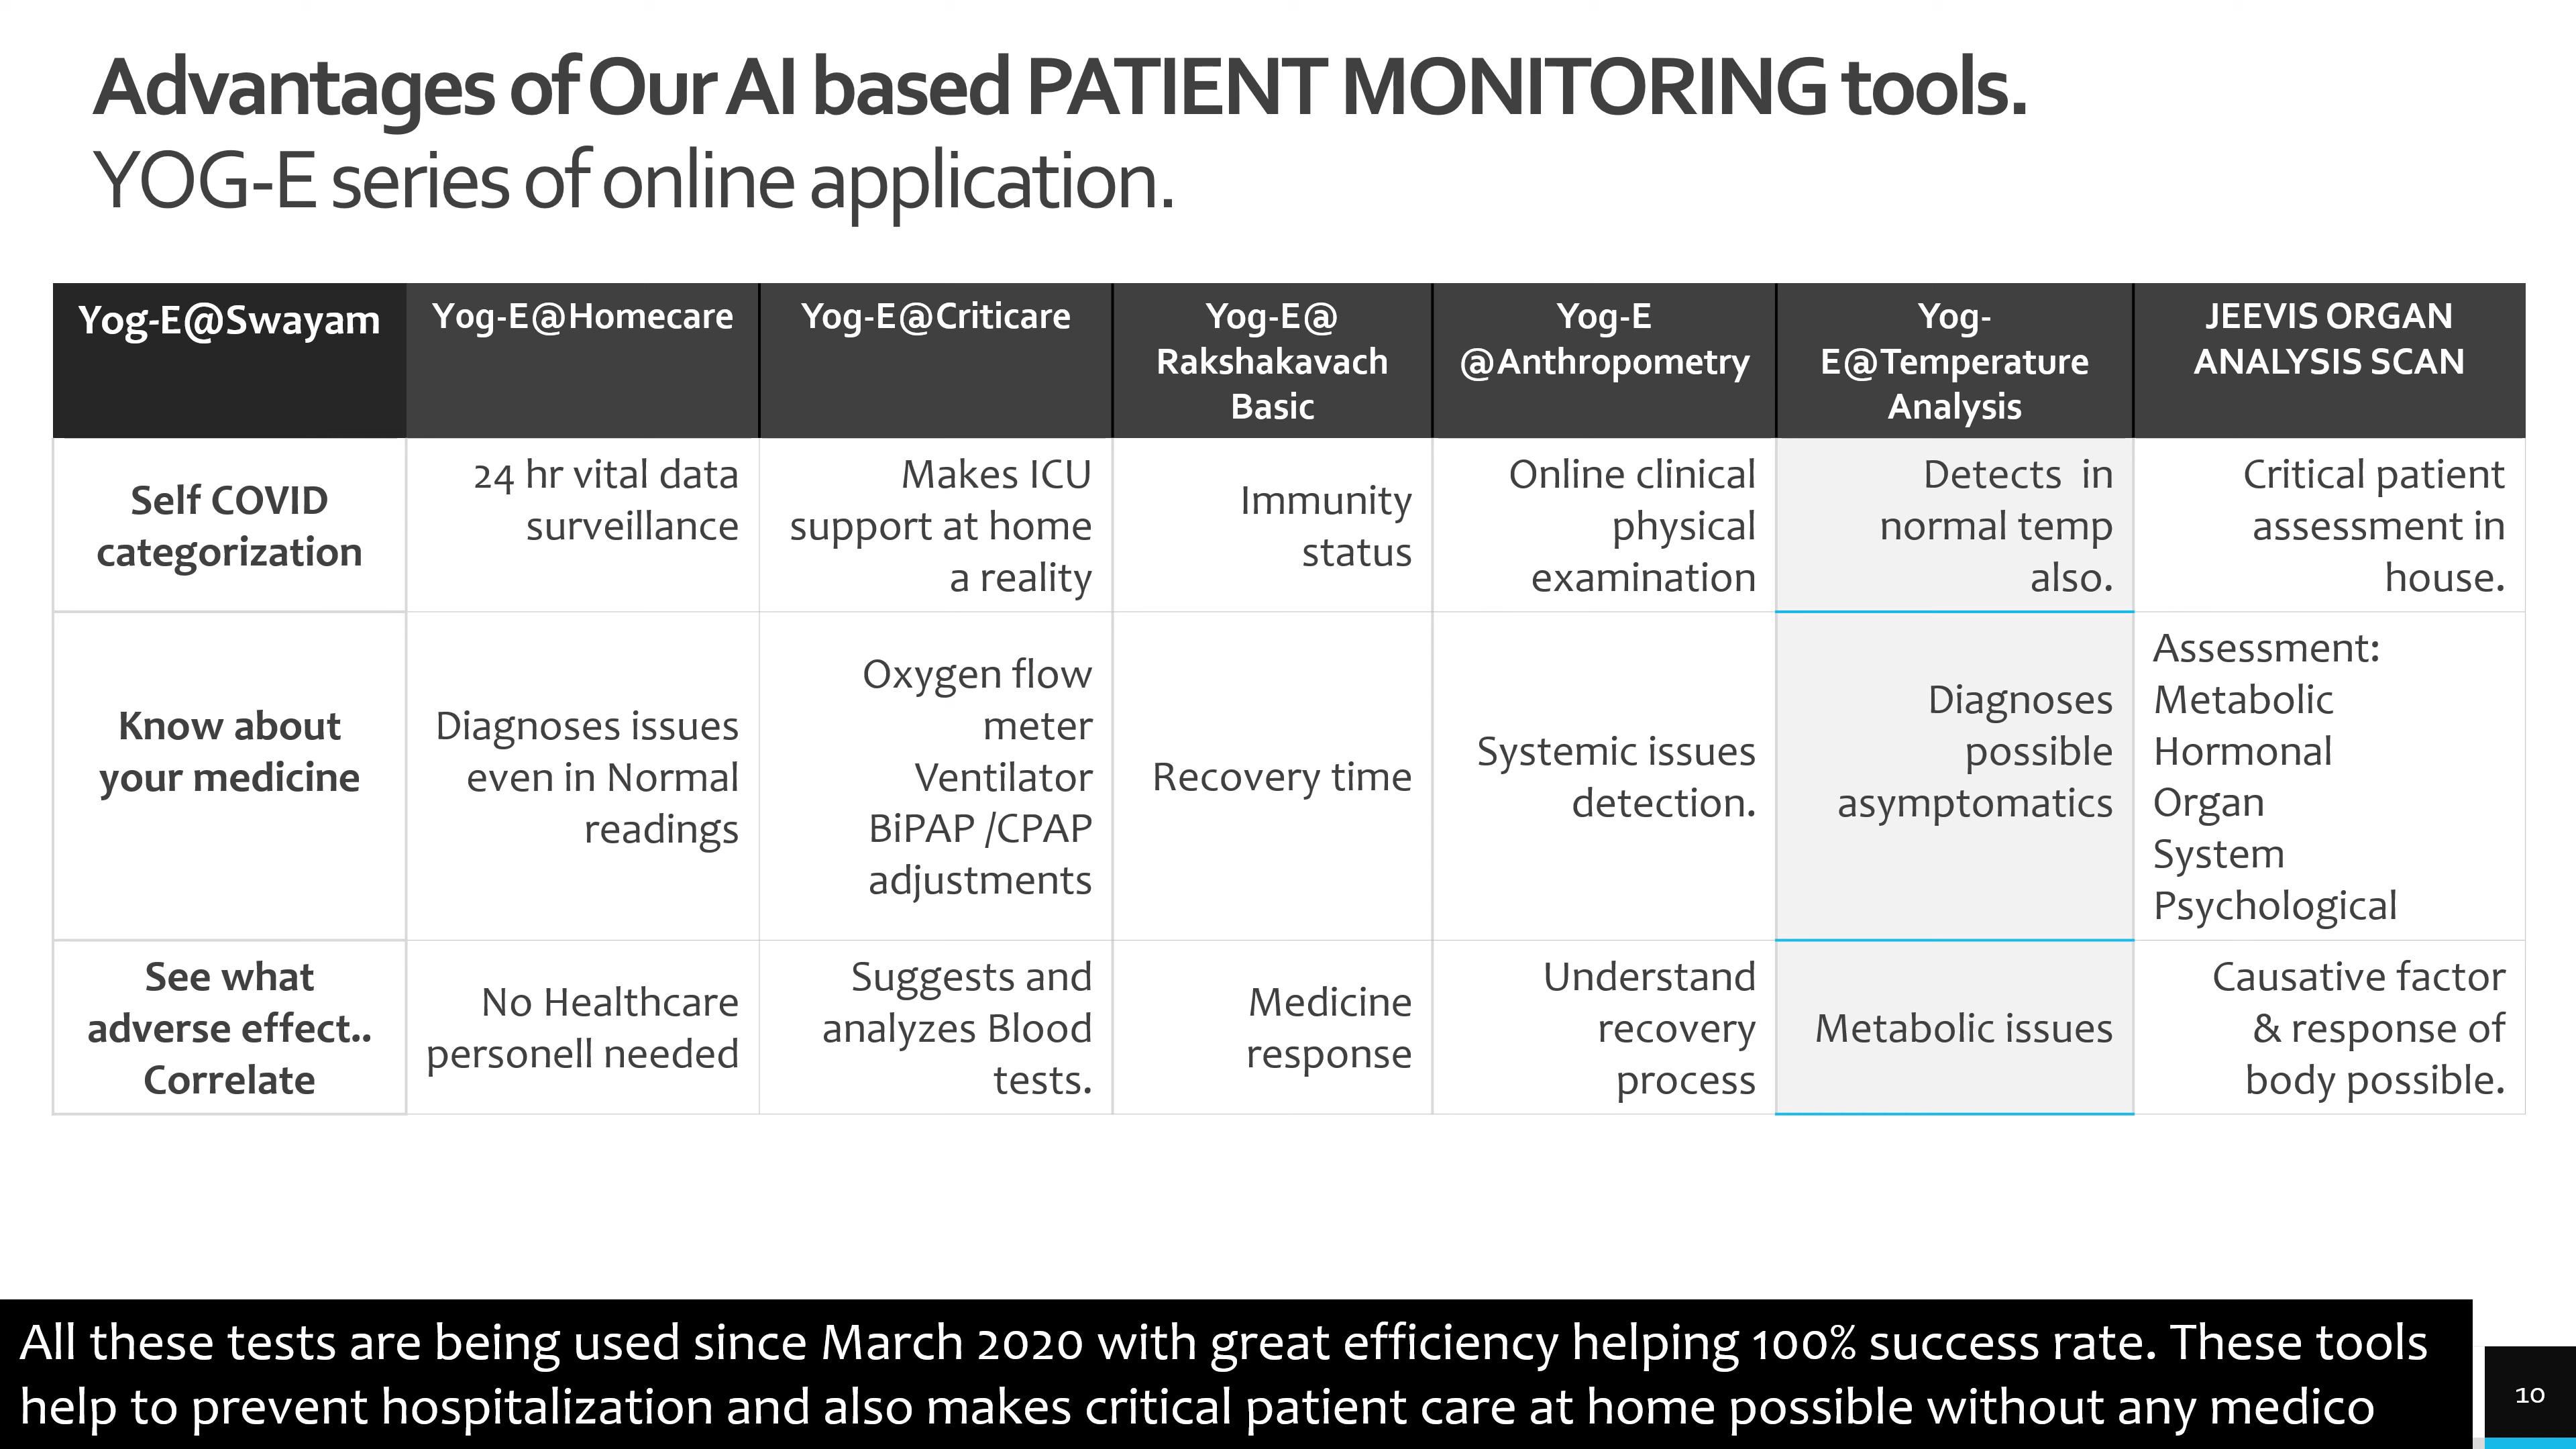 Advantages of Our AI based PATIENT MONITORING tools.
YOG-E series of online application.
Yog-E@Swayam
Yog-E@Homecare
Yog-E@Criticare
Yog-E@
Rakshakavach
Basic
Yog-E
@Anthropometry
Yog-
E@Temperature
Analysis
JEEVIS ORGAN
ANALYSIS SCAN
Self COVID
categorization
24 hr vital data
surveillance
Makes ICU
support at home
a reality
Immunity
status
Online clinical
physical
examination
Detects  in
normal temp
also.
Critical patient
assessment in
house.
Know about
your medicine
Diagnoses issues
even in Normal
readings
Oxygen flow
meter
Ventilator
BiPAP /CPAP
adjustments
Recovery time
Systemic issues
detection.
Diagnoses
possible
asymptomatics
Assessment:
Metabolic
Hormonal
Organ
System
Psychological
See what
adverse effect..
Correlate
No Healthcare
personell needed
Suggests and
analyzes Blood
tests.
Medicine
response
Understand
recovery
process
Metabolic issues
Causative factor
& response of
body possible.
All these tests are being used since March 2020 with great efficiency helping 100% success rate. These tools
help to prevent hospitalization and also makes critical patient care at home possible without any medico
10